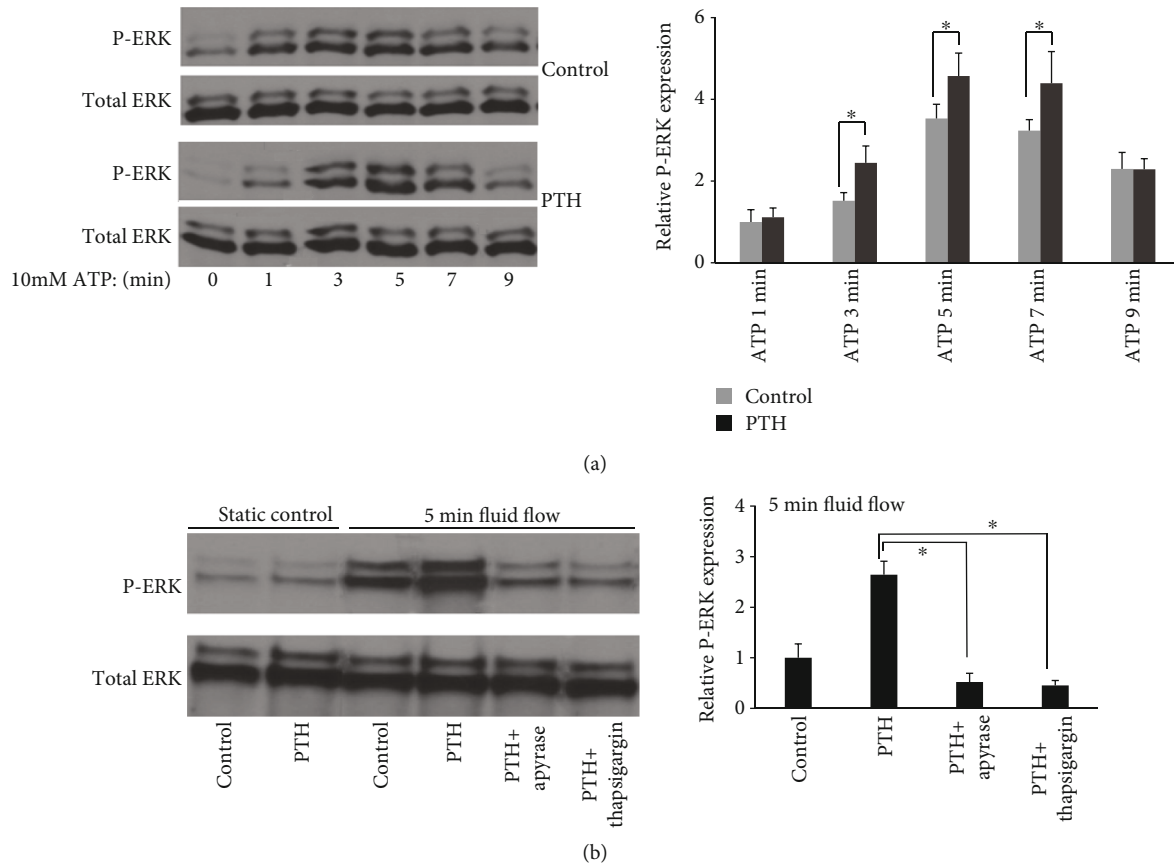 P-ERK
Control
Total ERK
P-ERK
PTH
Total ERK
10mM ATP: (min) 0 1 3 5 7 9
Relative P-ERK expression
6
4
2
0
* * * 
ATP 1 min
ATP 3 min
ATP 5 min
ATP 7 min
ATP 9 min
Control
PTH
(a)
Static control 5 min fluid flow
P-ERK
Total ERK
Control
PTH
Control
PTH
PTH+
apyrase
PTH+
thapsigargin
Relative P-ERK expression
5 min fluid flow
4
3
2
1
0
* *
Control
PTH
PTH+
apyrase
PTH+
thapsigargin
(b)